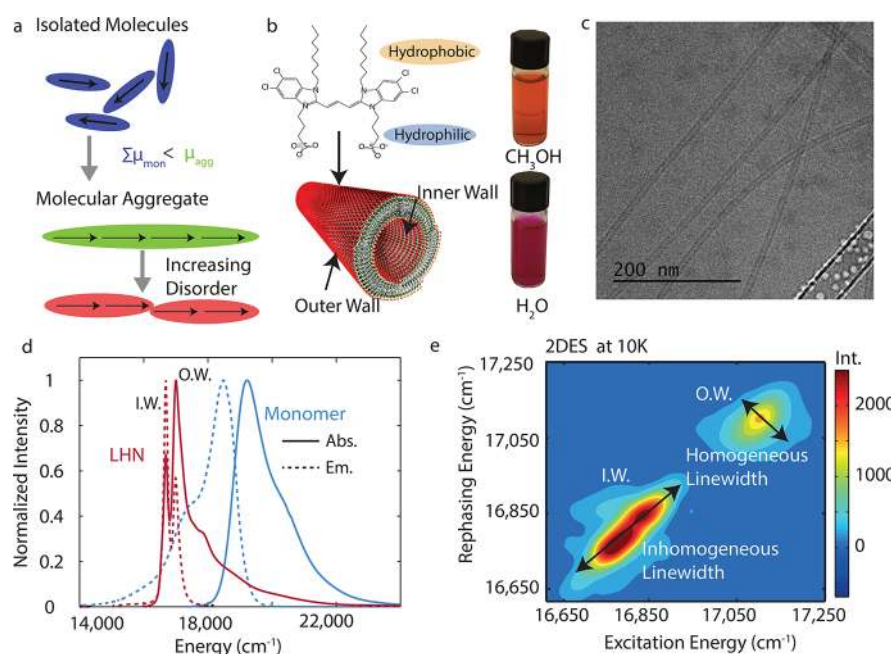 a
Isolated Molecules
Σμmon < μagg
Molecular Aggregate
Increasing
Disorder
b
Hydrophobic
Cl
Cl
N
N
Cl
Cl
N
N+
Hydrophilic
CH3OH
Inner Wall
Outer Wall
H2O
c
200 nm
d
O.W.
I.W.
Monomer
LHN
Abs.
Em.
Normalized Intensity
1
0.8
0.6
0.4
0.2
0
14,000
18,000
22,000
Energy (cm-1)
e
2DES at 10K
Int.
O.W.
Homogeneous
Linewidth
I.W.
Inhomogeneous
Linewidth
Rephasing Energy (cm-1)
17,250
17,050
16,850
16,650
16,650
16,850
17,050
17,250
Excitation Energy (cm-1)
2000
1000
0